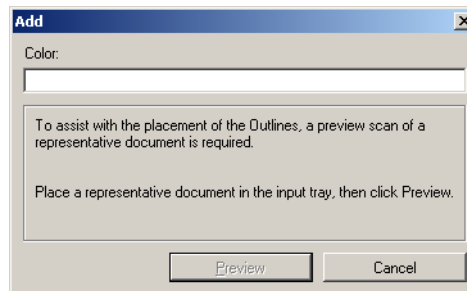 Add
Color:
To assist with the placement of the Outlines, a preview scan of a
representative document is required.
Place a representative document in the input tray, then click Preview.
Preview
Cancel